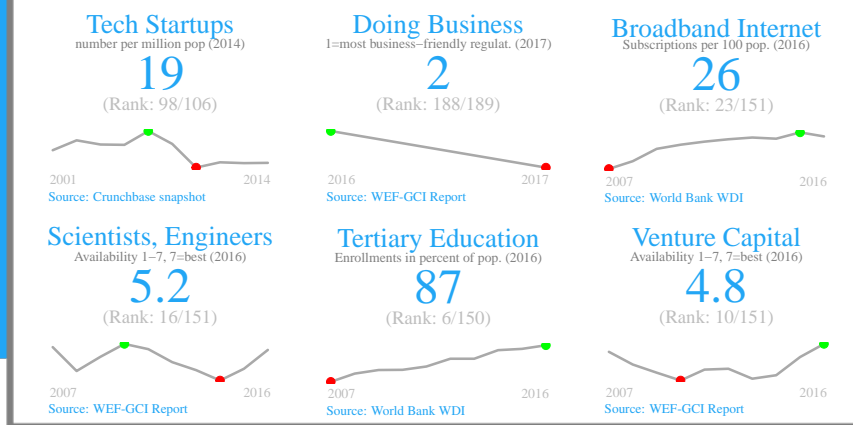 Tech Startups
number per million pop (2014)
19
(Rank: 98/106)
2001 2014
Source: Crunchbase snapshot
Doing Business
1=most business−friendly regulat. (2017)
2
(Rank: 188/189)
2016 2017
Source: WEF-GCI Report
Broadband Internet
Subscriptions per 100 pop. (2016)
26
(Rank: 23/151)
2007 2016
Source: World Bank WDI
Scientists, Engineers
Availability 1−7, 7=best (2016)
5.2
(Rank: 16/151)
2007 2016
Source: WEF-GCI Report
Tertiary Education
Enrollments in percent of pop. (2016)
87
(Rank: 6/150)
2007 2016
Source: World Bank WDI
Venture Capital
Availability 1−7, 7=best (2016)
4.8
(Rank: 10/151)
2007 2016
Source: WEF-GCI Report